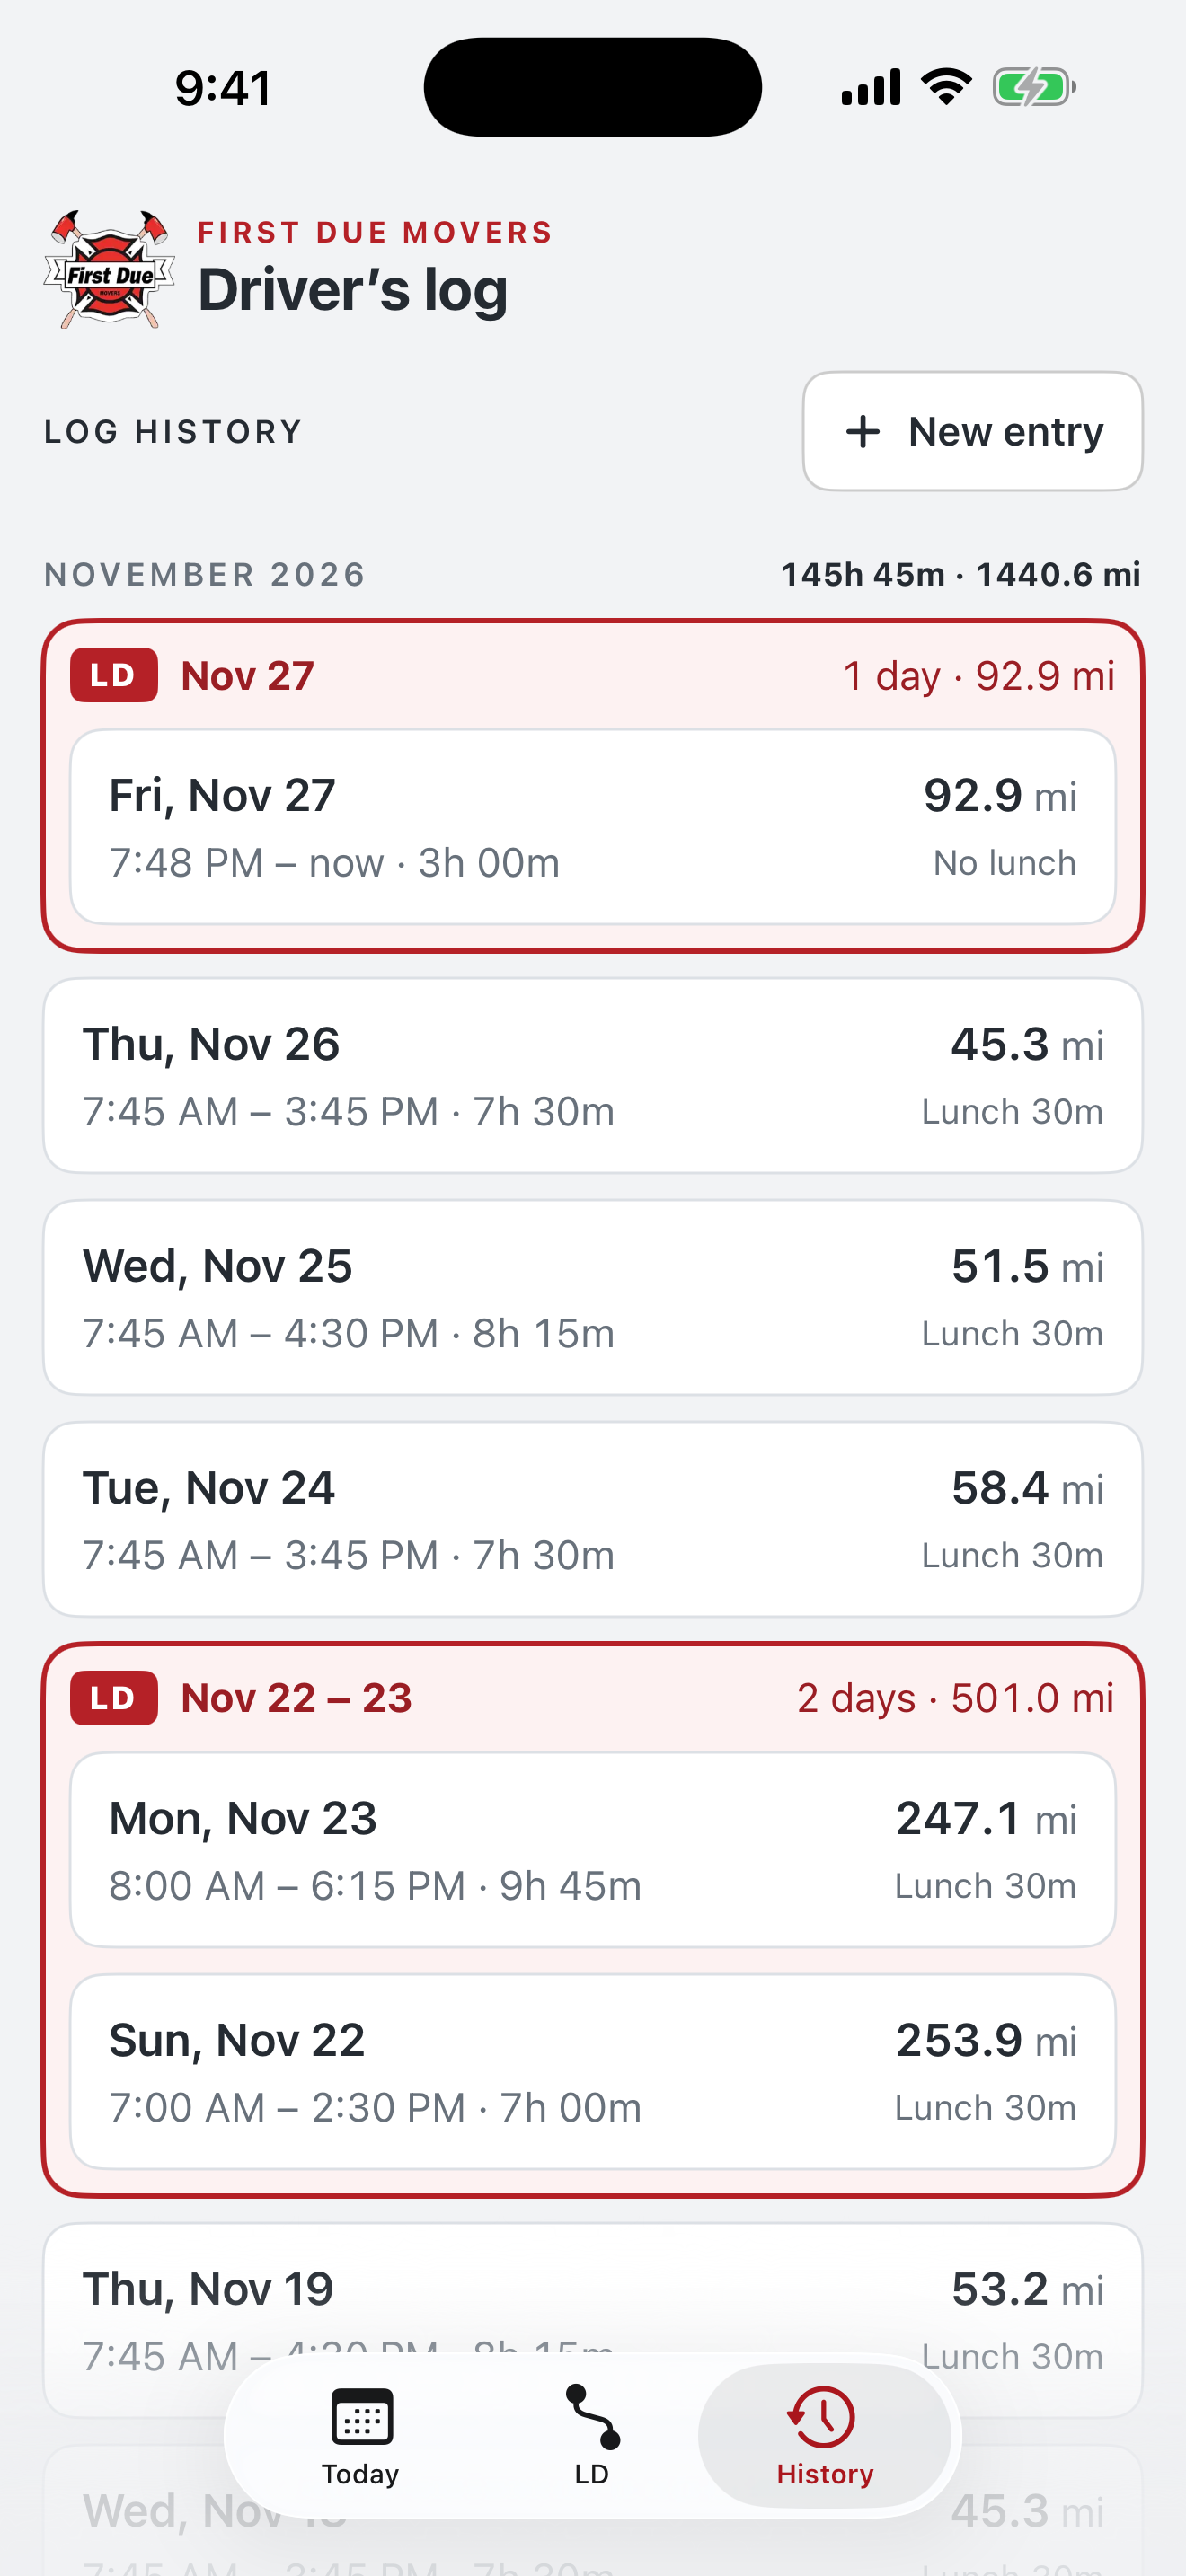 9:41
First Due
MOVERS
FIRST DUE MOVERS
Driver’s log
LOG HISTORY
+ New entry
NOVEMBER 2026
145h 45m · 1440.6 mi
LD Nov 27
1 day · 92.9 mi
Fri, Nov 27
92.9 mi
7:48 PM – now · 3h 00m
No lunch
Thu, Nov 26
45.3 mi
7:45 AM – 3:45 PM · 7h 30m
Lunch 30m
Wed, Nov 25
51.5 mi
7:45 AM – 4:30 PM · 8h 15m
Lunch 30m
Tue, Nov 24
58.4 mi
7:45 AM – 3:45 PM · 7h 30m
Lunch 30m
LD Nov 22 – 23
2 days · 501.0 mi
Mon, Nov 23
247.1 mi
8:00 AM – 6:15 PM · 9h 45m
Lunch 30m
Sun, Nov 22
253.9 mi
7:00 AM – 2:30 PM · 7h 00m
Lunch 30m
Thu, Nov 19
53.2 mi
7:45 AM – 4:30 PM · 8h 15m
Lunch 30m
Wed, Nov 18
45.3 mi
Today
LD
History